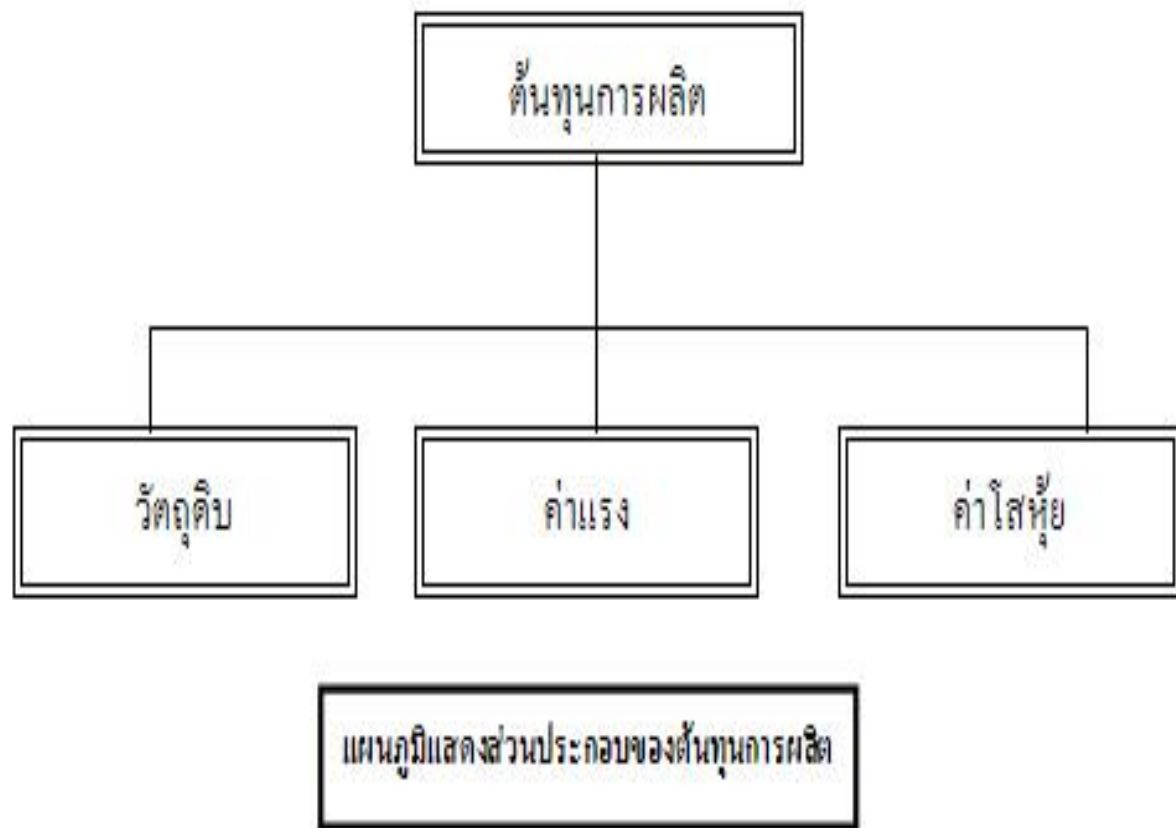 ต้นทุนการผลิต
วัตถุดิบ
ค่าแรง
ค่าโสหุ้ย
แผนภูมิแสดงส่วนประกอบของต้นทุนการผลิต